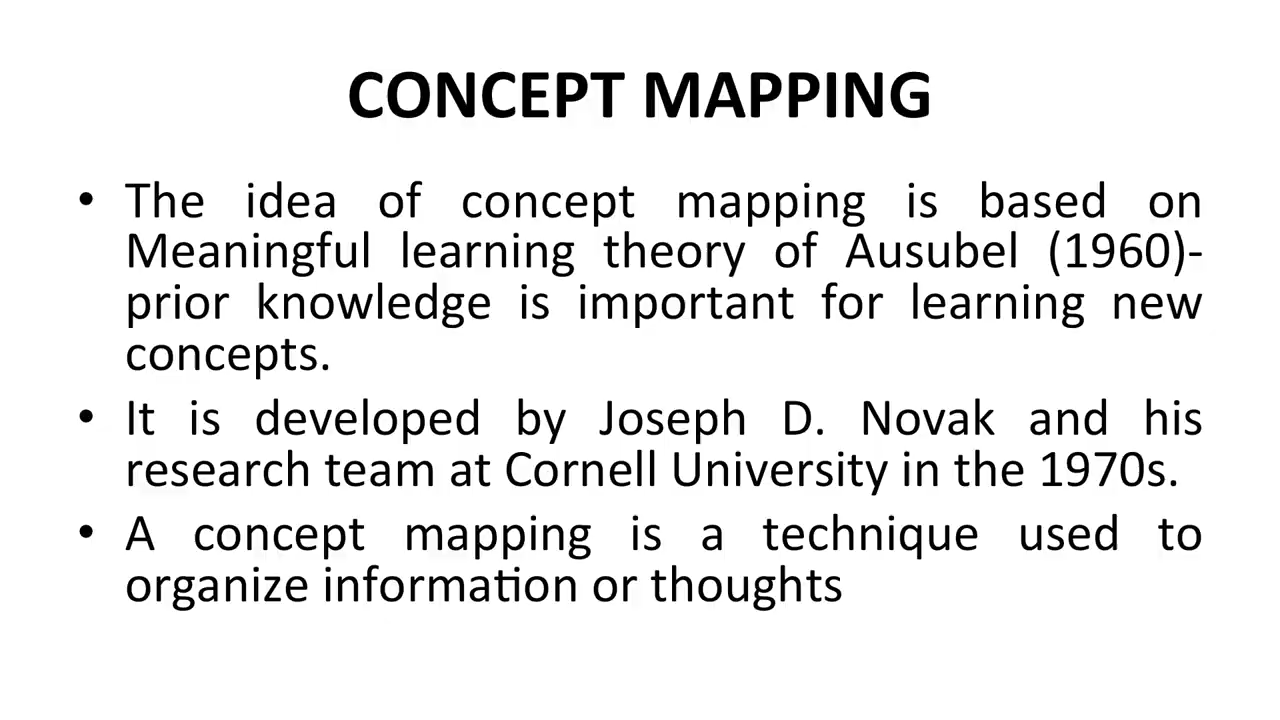 CONCEPT MAPPING
• The idea of concept mapping is based on
Meaningful learning theory of Ausubel (1960)-
prior knowledge is important for learning new
concepts.
• It is developed by Joseph D. Novak and his
research team at Cornell University in the 1970s.
• A concept mapping is a technique used to
organize information or thoughts